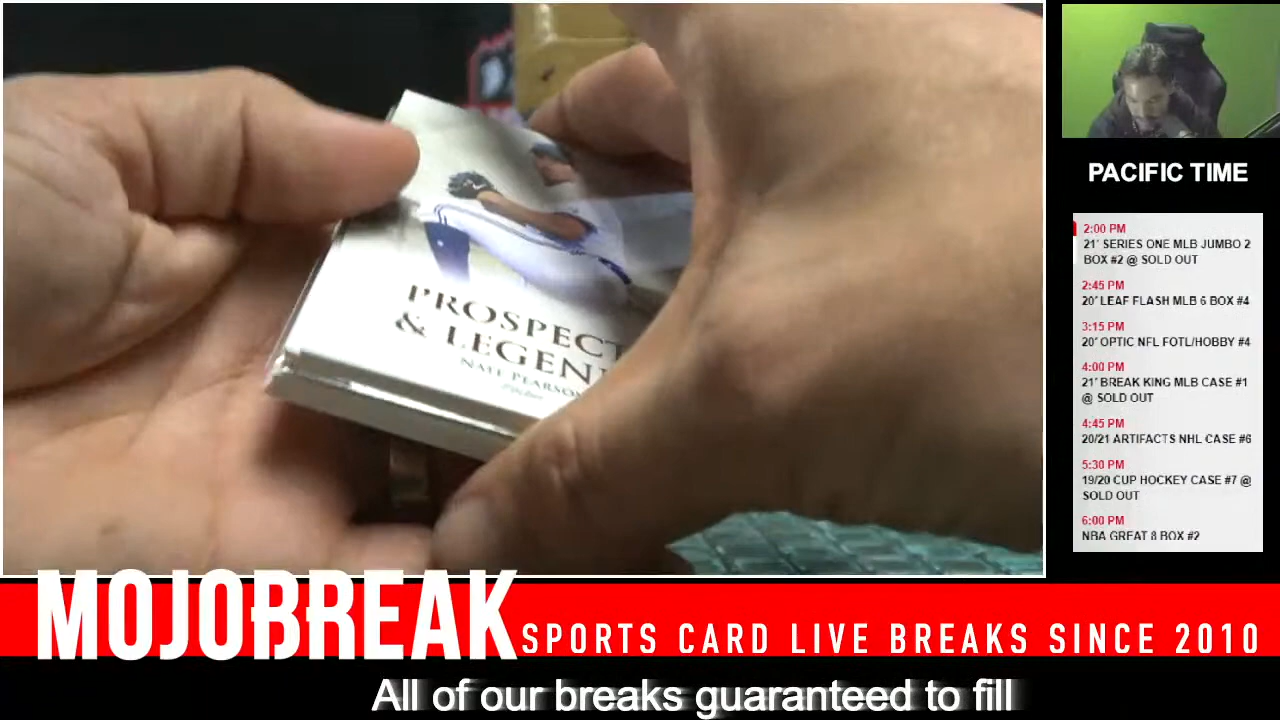 PROSPECT
& LEGEN
NATE PEARSON
Pitcher
PACIFIC TIME
2:00 PM
21' SERIES ONE MLB JUMBO 2
BOX #2 @ SOLD OUT
2:45 PM
20' LEAF FLASH MLB 6 BOX #4
3:15 PM
20' OPTIC NFL FOTL/HOBBY #4
4:00 PM
21' BREAK KING MLB CASE #1
@ SOLD OUT
4:45 PM
20/21 ARTIFACTS NHL CASE #6
5:30 PM
19/20 CUP HOCKEY CASE #7 @
SOLD OUT
6:00 PM
NBA GREAT 8 BOX #2
MOJOBREAK
SPORTS CARD LIVE BREAKS SINCE 2010
All of our breaks guaranteed to fill